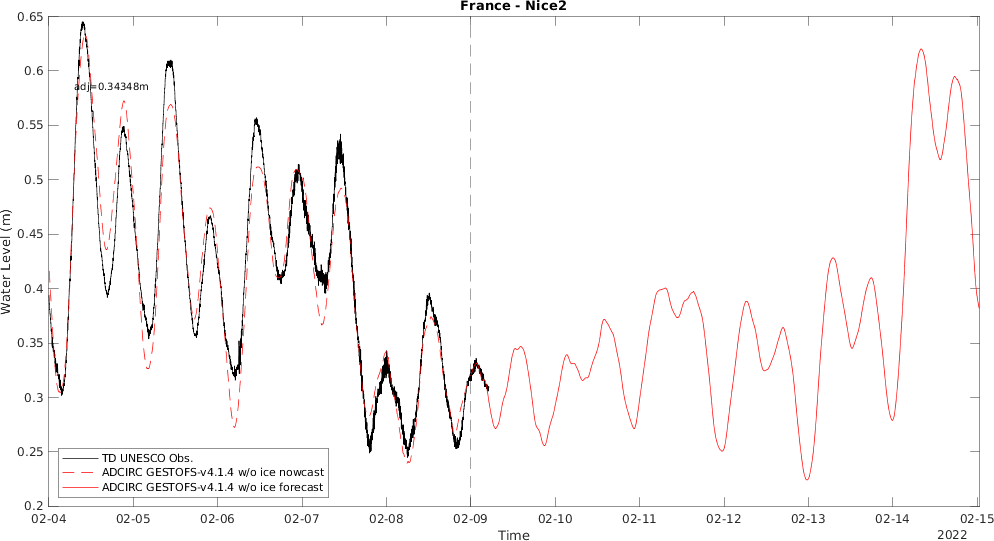 France - Nice2
0.65
0.6
0.55
0.5
0.45
0.4
0.35
0.3
0.25
0.2
Water Level (m)
adj=0.34348m
TD UNESCO Obs.
ADCIRC GESTOFS-v4.1.4 w/o ice nowcast
ADCIRC GESTOFS-v4.1.4 w/o ice forecast
02-04 02-05 02-06 02-07 02-08 02-09 02-10 02-11 02-12 02-13 02-14 02-15
Time
2022